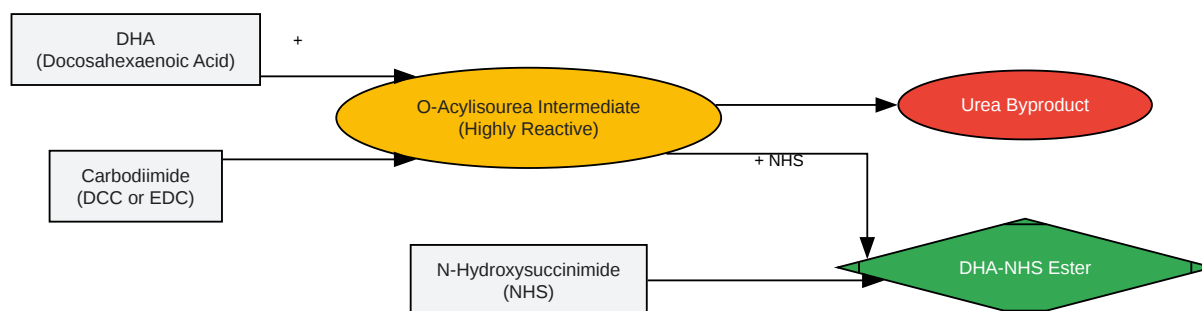 DHA
(Docosahexaenoic Acid)
+
O-Acylisourea Intermediate
(Highly Reactive)
Urea Byproduct
Carbodiimide
(DCC or EDC)
+ NHS
N-Hydroxysuccinimide
(NHS)
DHA-NHS Ester